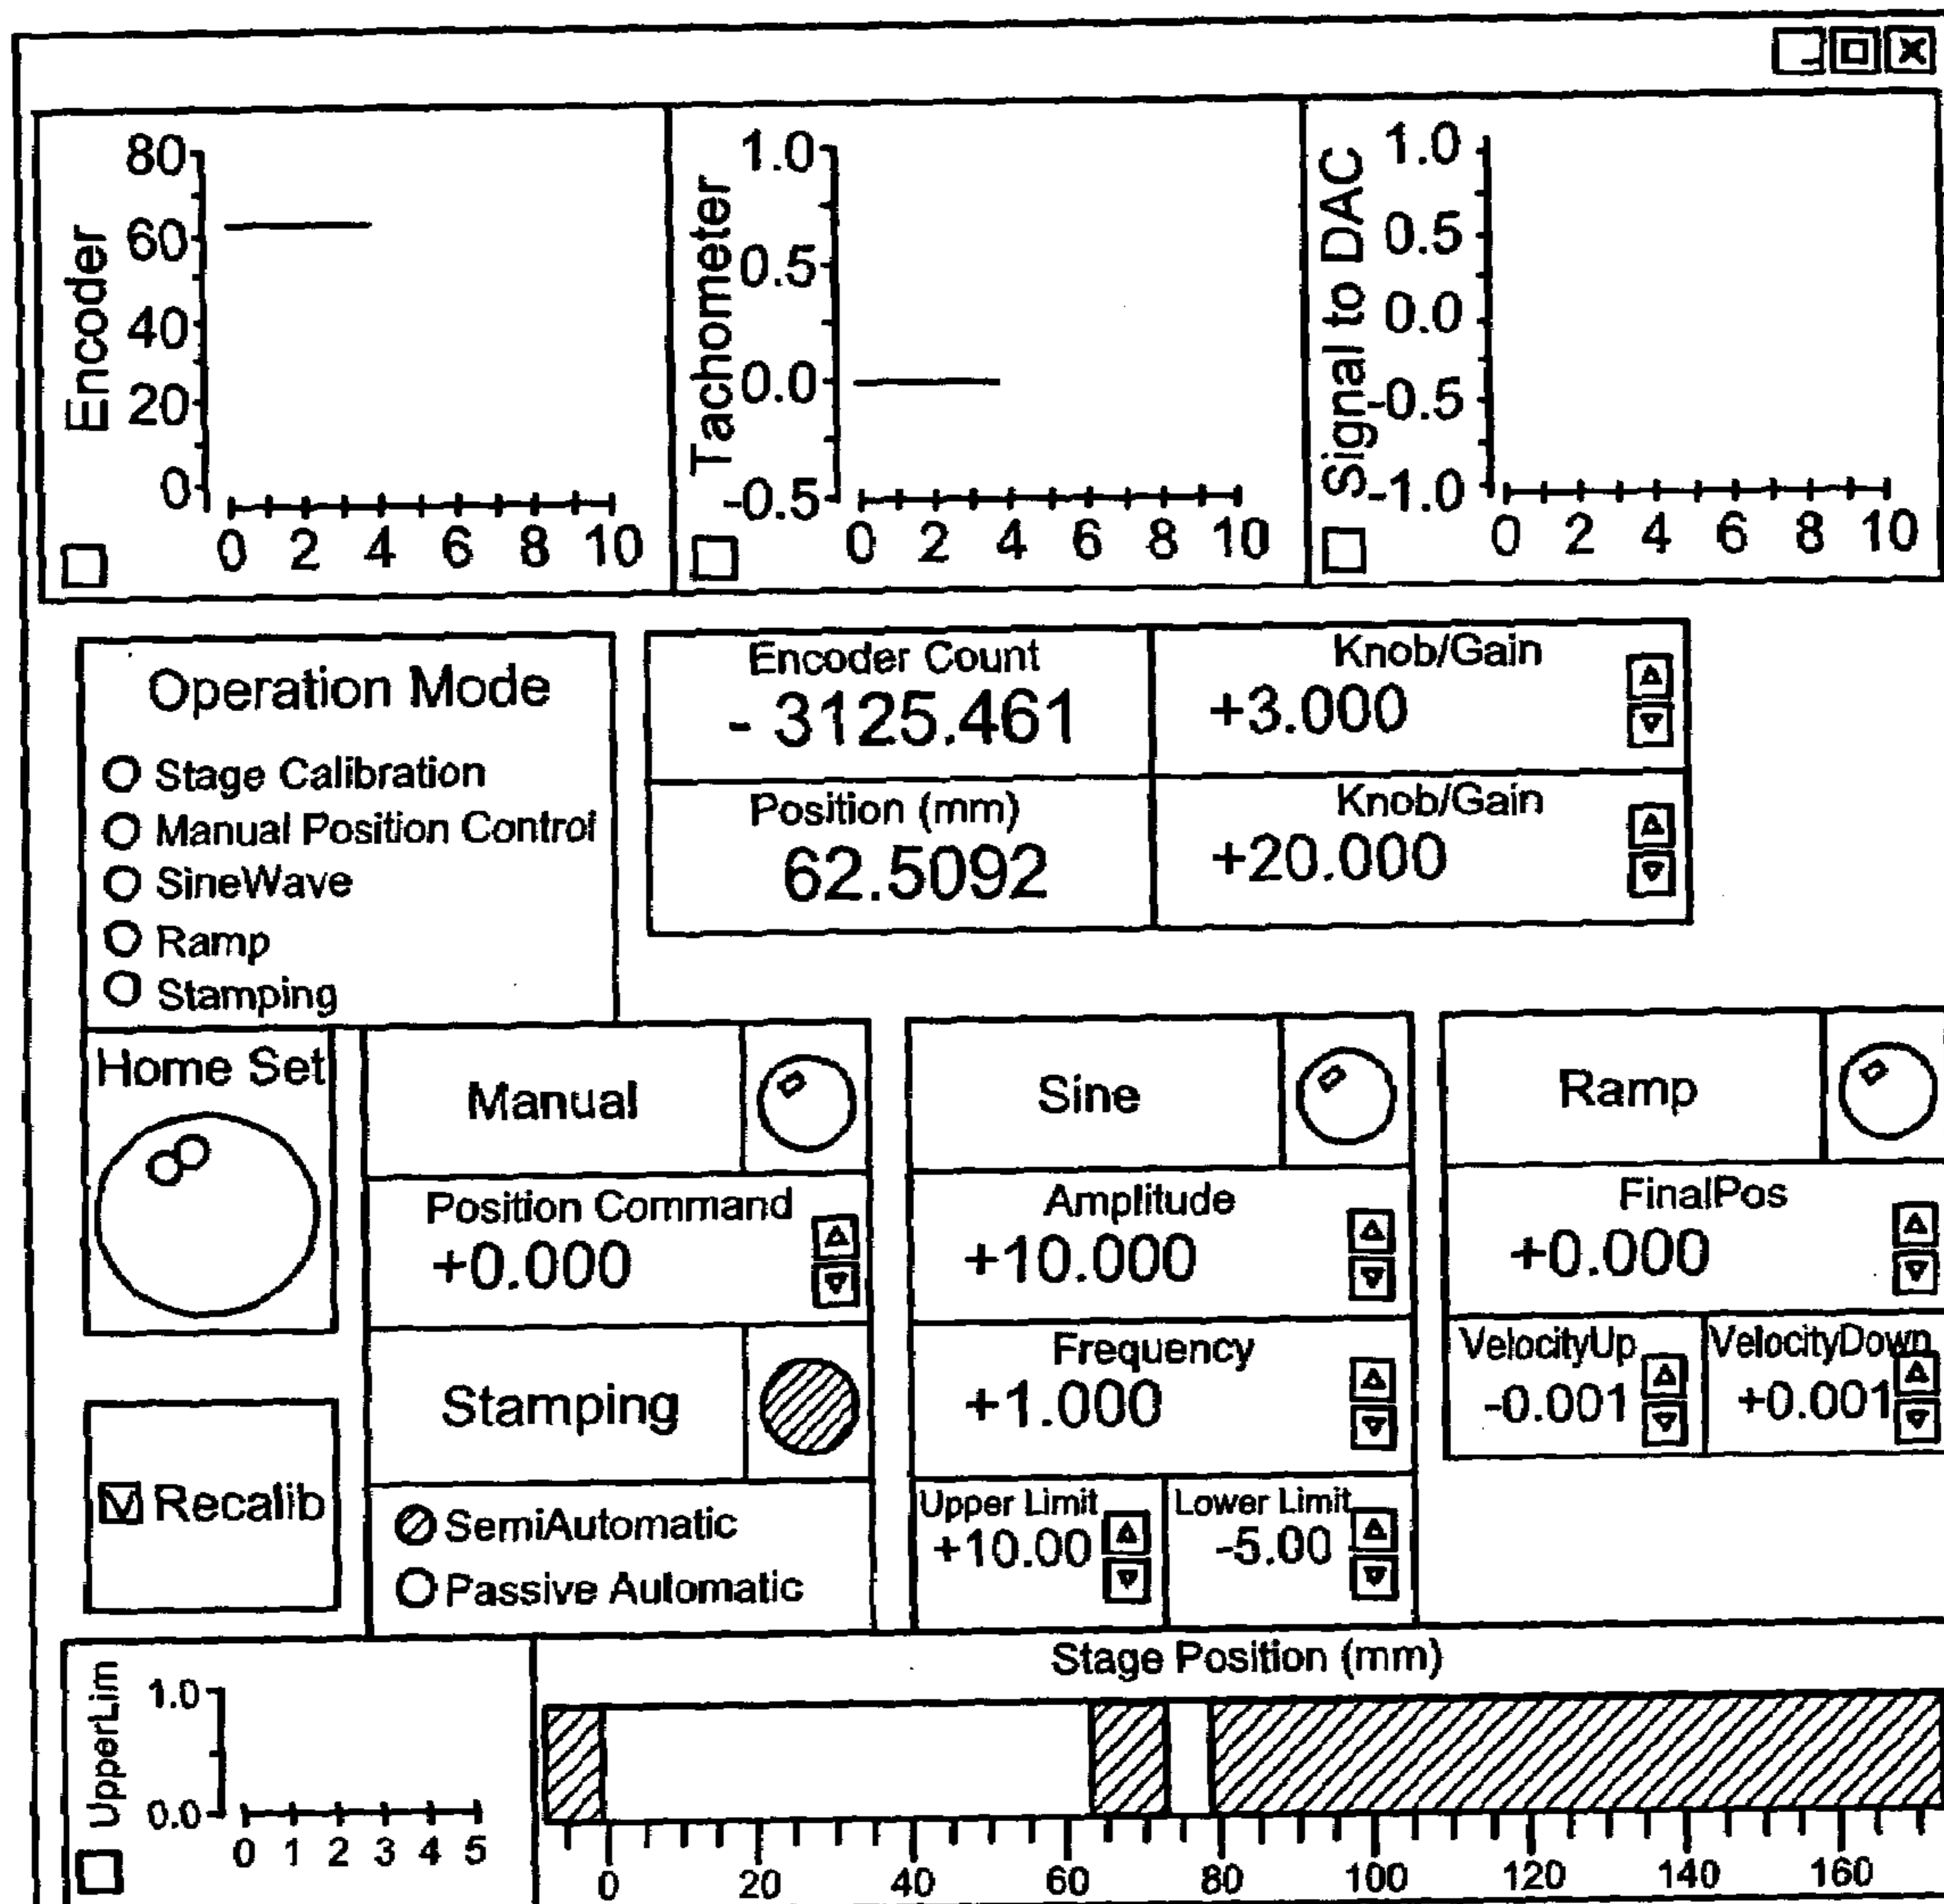 Encoder
80
60
40
20
0
0 2 4 6 8 10
Tachometer
1.0
0.5
0.0
-0.5
0 2 4 6 8 10
Signal to DAC
1.0
0.5
0.0
-0.5
-1.0
0 2 4 6 8 10
Operation Mode
Stage Calibration
Manual Position Control
SineWave
Ramp
Stamping
Encoder Count
- 3125.461
Knob/Gain
+3.000
Position (mm)
62.5092
Knob/Gain
+20.000
Home Set
Manual
Position Command
+0.000
Stamping
SemiAutomatic
Passive Automatic
Recalib
Sine
Amplitude
+10.000
Frequency
+1.000
Upper Limit
+10.00
Lower Limit
-5.00
Ramp
FinalPos
+0.000
VelocityUp
-0.001
VelocityDown
+0.001
UpperLim
1.0
0.0
0 1 2 3 4 5
Stage Position (mm)
0 20 40 60 80 100 120 140 160